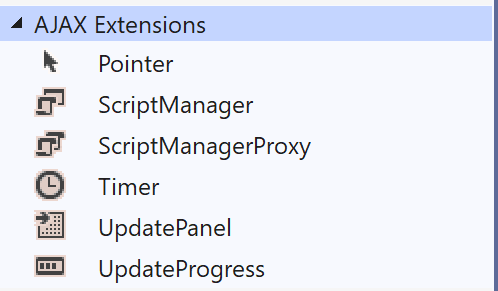 AJAX Extensions
Pointer
ScriptManager
ScriptManagerProxy
Timer
UpdatePanel
UpdateProgress